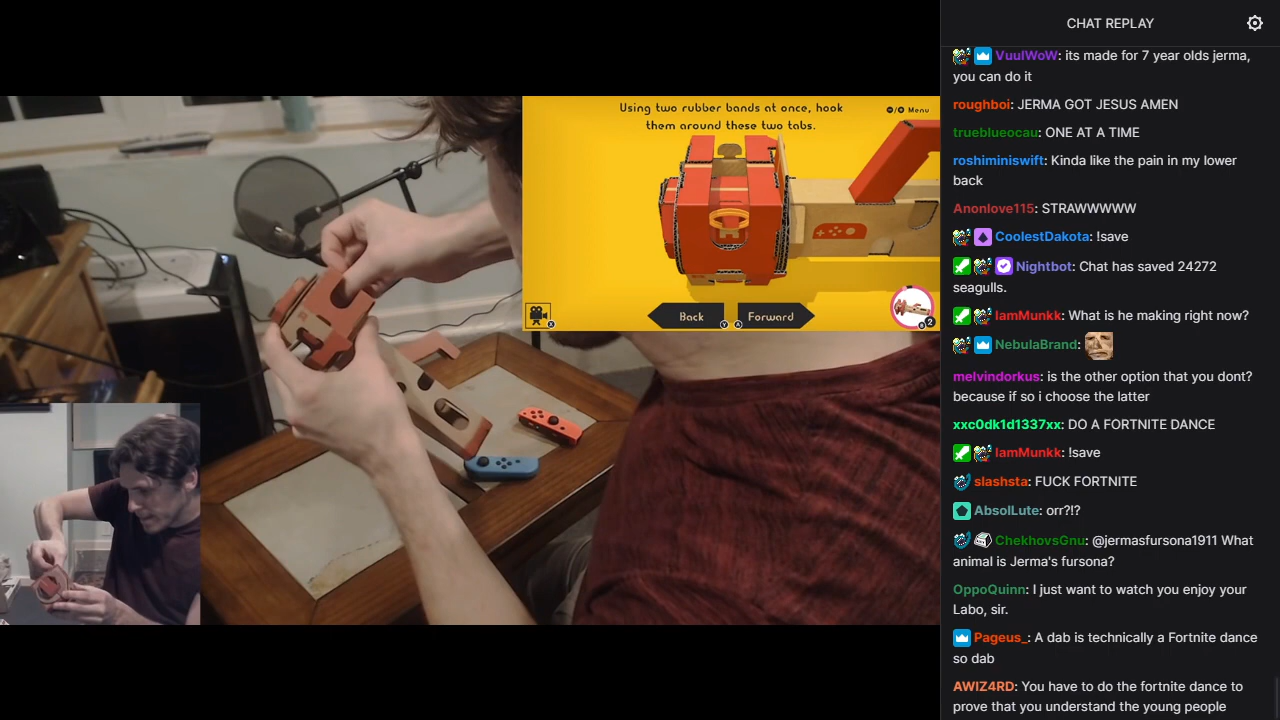 Using two rubber bands at once, hook
them around these two tabs.
Menu
Back
Forward
CHAT REPLAY
VuulWoW: its made for 7 year olds jerma,
you can do it
roughboi: JERMA GOT JESUS AMEN
trueblueocau: ONE AT A TIME
roshiminiswift: Kinda like the pain in my lower
back
Anonlove115: STRAWWWWW
CoolestDakota: !save
Nightbot: Chat has saved 24272
seagulls.
IamMunkk: What is he making right now?
NebulaBrand:
melvindorkus: is the other option that you dont?
because if so i choose the latter
xxc0dk1d1337xx: DO A FORTNITE DANCE
IamMunkk: !save
slashsta: FUCK FORTNITE
AbsolLute: orr?!?
ChekhovsGnu: @jermasfursona1911 What
animal is Jerma's fursona?
OppoQuinn: I just want to watch you enjoy your
Labo, sir.
Pageus_: A dab is technically a Fortnite dance
so dab
AWIZ4RD: You have to do the fortnite dance to
prove that you understand the young people